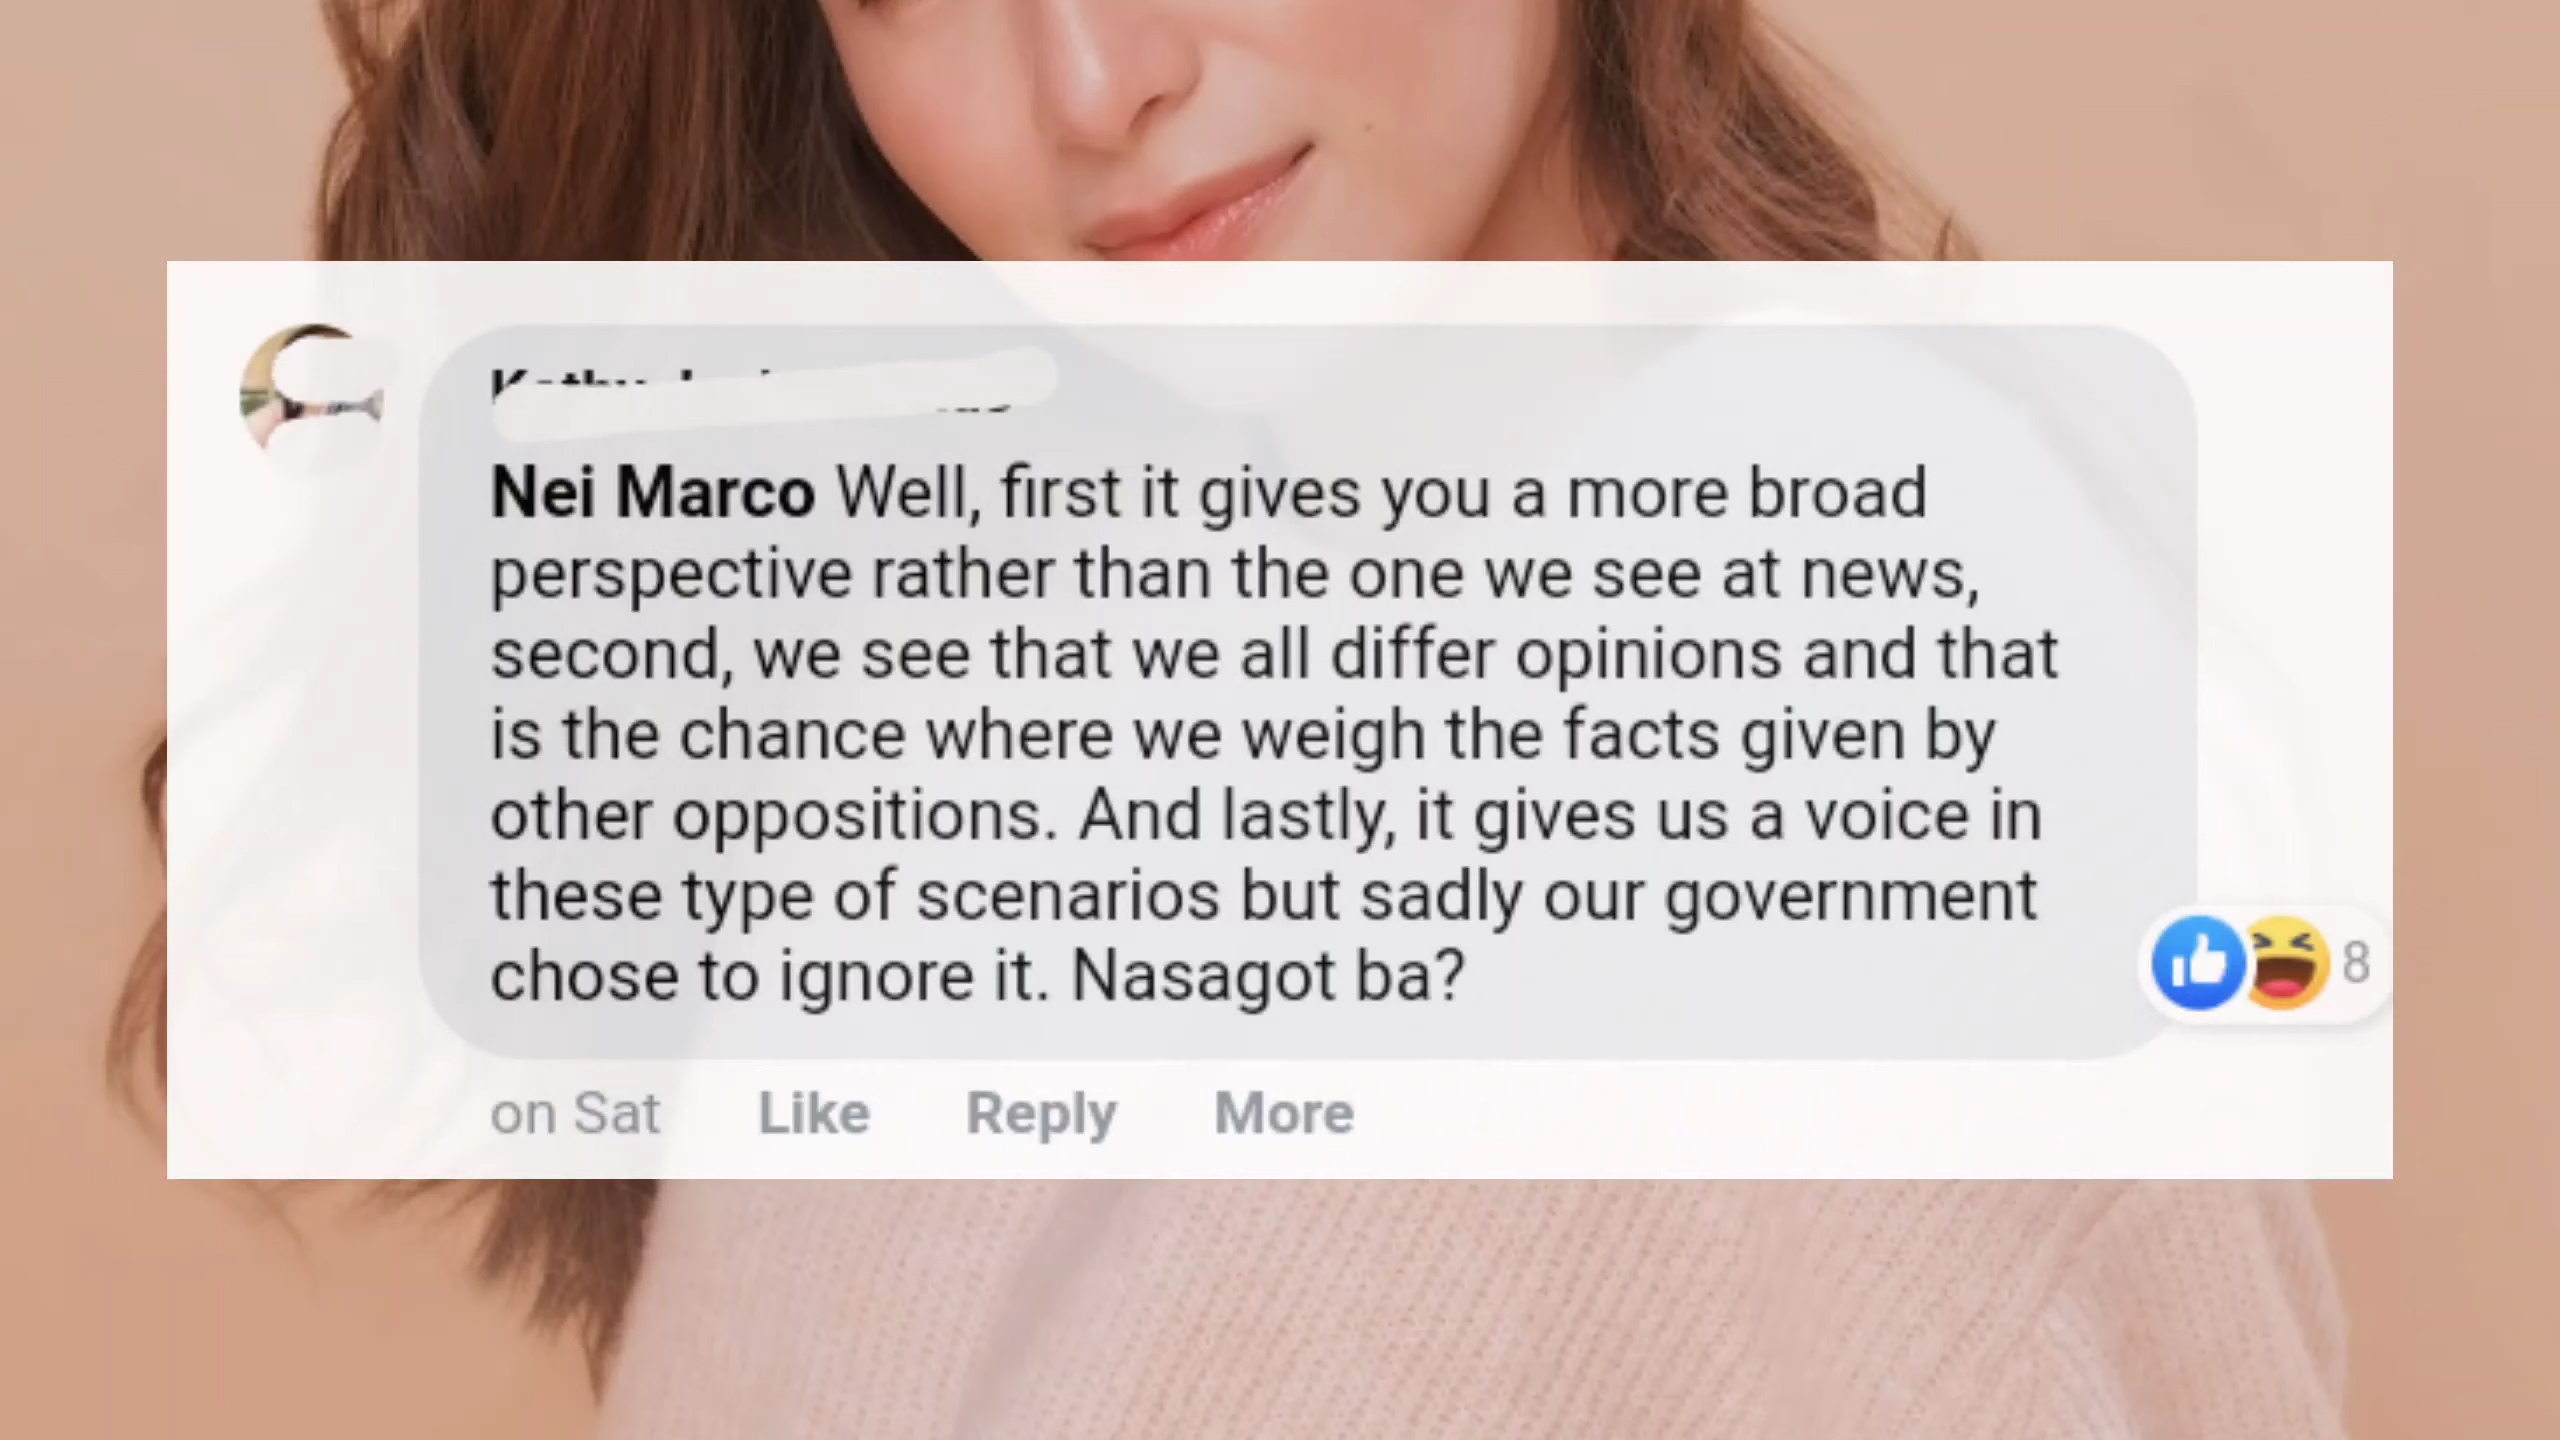 Nei Marco Well, first it gives you a more broad
perspective rather than the one we see at news,
second, we see that we all differ opinions and that
is the chance where we weigh the facts given by
other oppositions. And lastly, it gives us a voice in
these type of scenarios but sadly our government
chose to ignore it. Nasagot ba?
8
on Sat Like Reply More